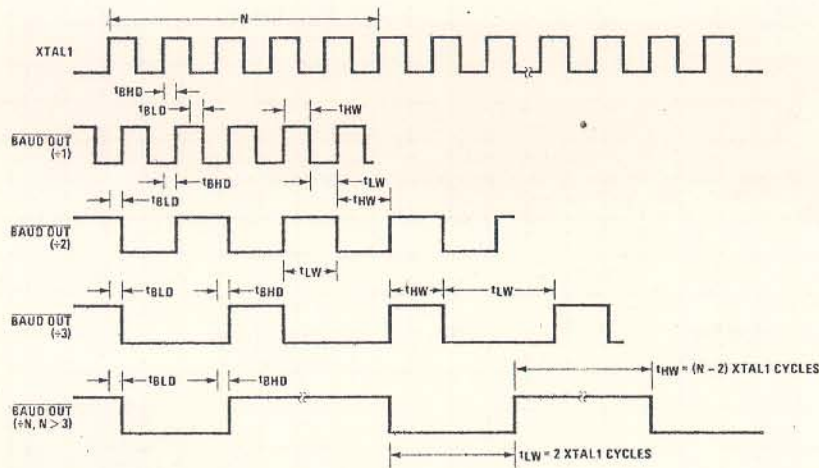 N
XTAL1
tBHD
tBLD
tHW
BAUD OUT
(÷1)
tBHD
tLW
tBLD
tHW
BAUD OUT
(÷2)
tLW
tBLD
tBHD
tHW
tLW
BAUD OUT
(÷3)
tBLD
tBHD
tHW = (N – 2) XTAL1 CYCLES
BAUD OUT
(÷N, N > 3)
tLW = 2 XTAL1 CYCLES